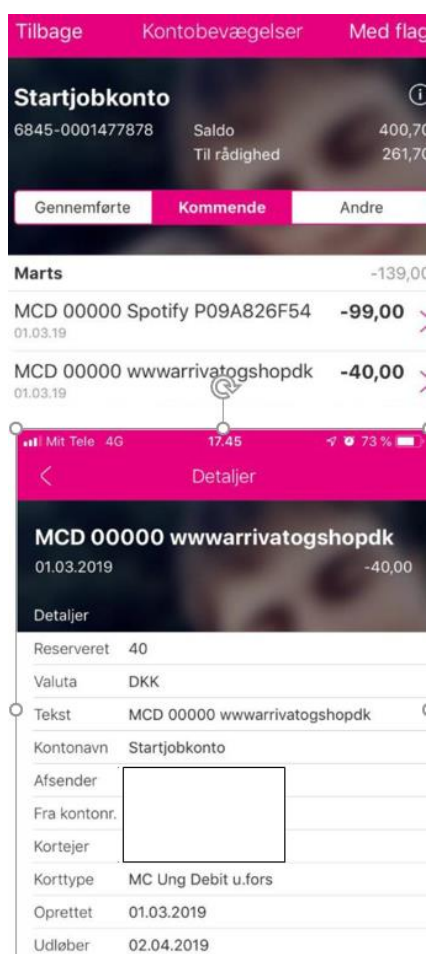 Tilbage Kontobevægelser Med flag
Startjobkonto
6845-0001477878 Saldo 400,70
Til rådighed 261,70
Gennemførte Kommende Andre
Marts -139,00
MCD 00000 Spotify P09A826F54 -99,00
01.03.19
MCD 00000 wwwarrivatogshopdk -40,00
01.03.19
Mit Tele 4G 17.45 73 %
Detaljer
MCD 00000 wwwarrivatogshopdk
01.03.2019 -40,00
Detaljer
Reserveret 40
Valuta DKK
Tekst MCD 00000 wwwarrivatogshopdk
Kontonavn Startjobkonto
Afsender
Fra kontonr.
Kortejer
Korttype MC Ung Debit u.fors
Oprettet 01.03.2019
Udløber 02.04.2019